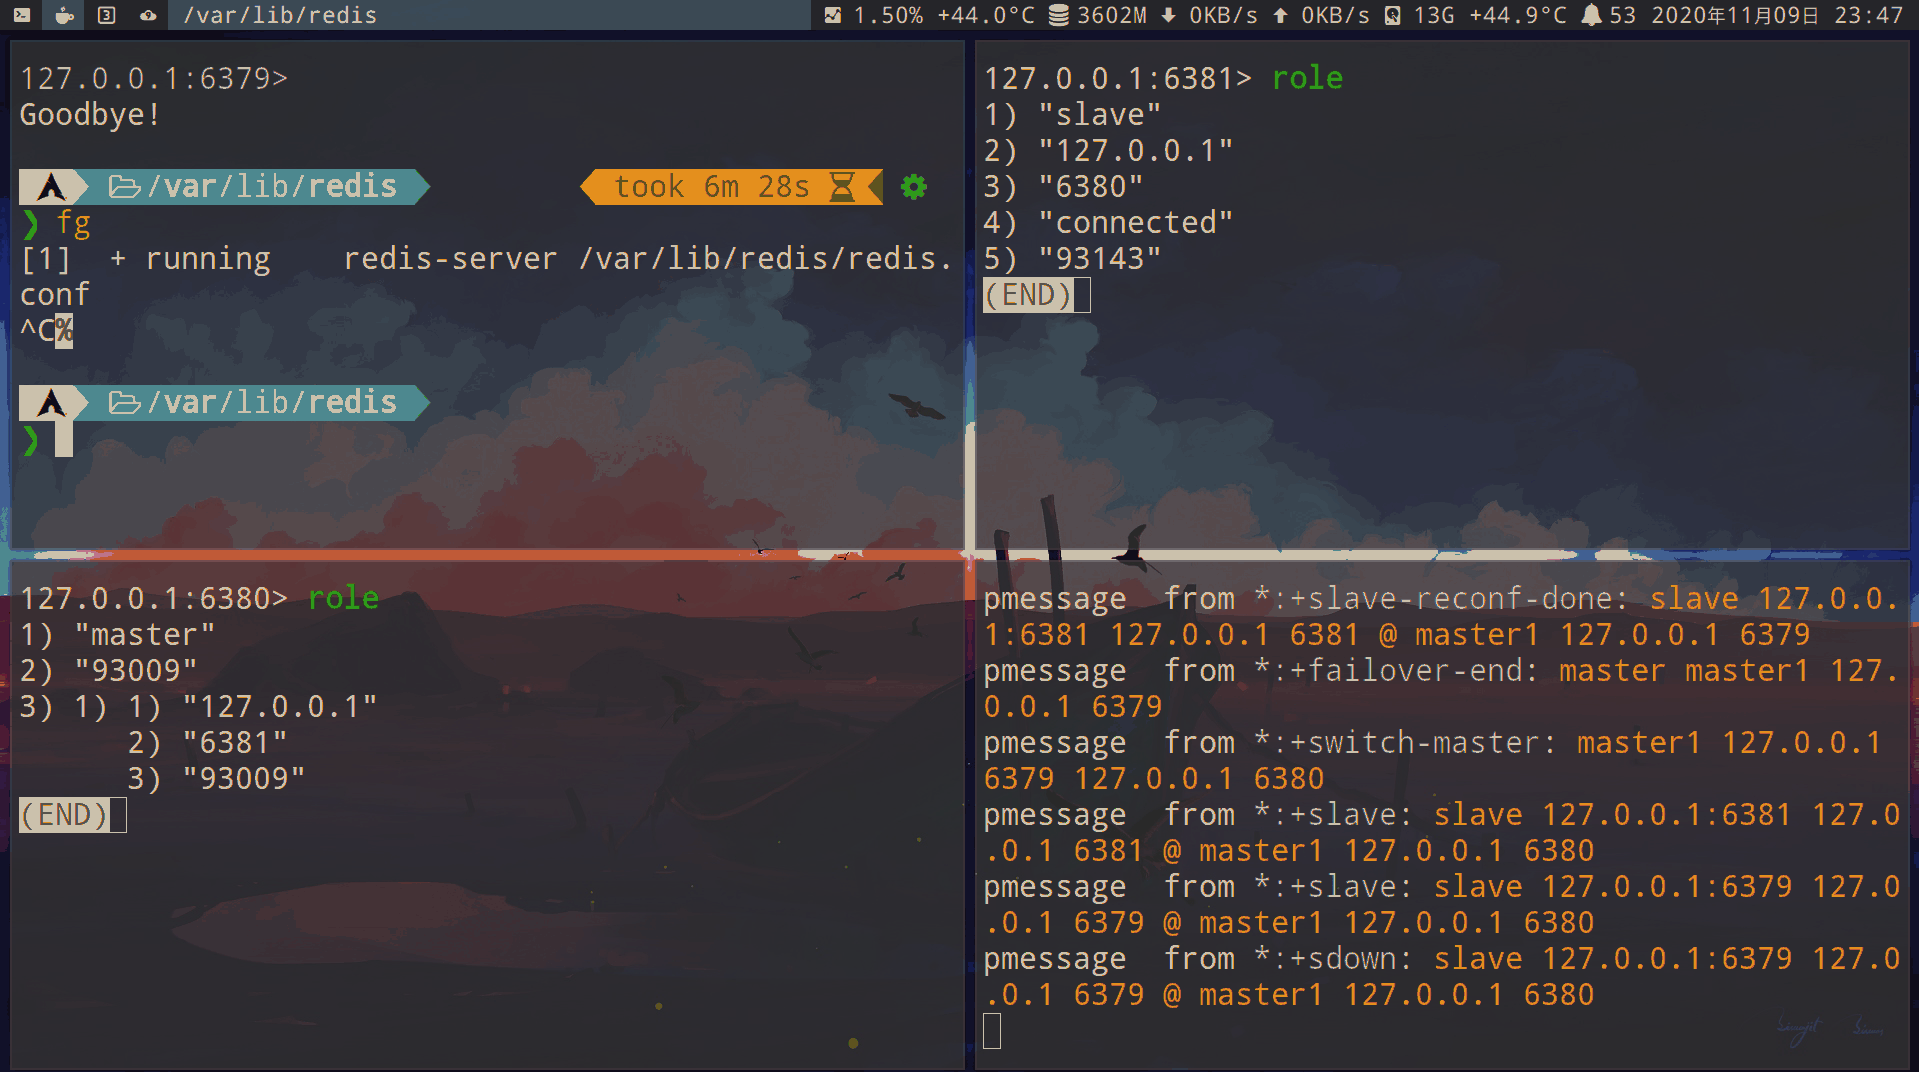 /var/lib/redis
1.50% +44.0°C 3602M 0KB/s 0KB/s 13G +44.9°C 53 2020年11月09日 23:47
127.0.0.1:6379>
Goodbye!
/var/lib/redis took 6m 28s
❯ fg
[1]  + running    redis-server /var/lib/redis/redis.
conf
^C%
/var/lib/redis
❯
127.0.0.1:6381> role
1) "slave"
2) "127.0.0.1"
3) "6380"
4) "connected"
5) "93143"
(END)
127.0.0.1:6380> role
1) "master"
2) "93009"
3) 1) 1) "127.0.0.1"
      2) "6381"
      3) "93009"
(END)
pmessage  from *:+slave-reconf-done: slave 127.0.0.
1:6381 127.0.0.1 6381 @ master1 127.0.0.1 6379
pmessage  from *:+failover-end: master master1 127.
0.0.1 6379
pmessage  from *:+switch-master: master1 127.0.0.1
6379 127.0.0.1 6380
pmessage  from *:+slave: slave 127.0.0.1:6381 127.0
.0.1 6381 @ master1 127.0.0.1 6380
pmessage  from *:+slave: slave 127.0.0.1:6379 127.0
.0.1 6379 @ master1 127.0.0.1 6380
pmessage  from *:+sdown: slave 127.0.0.1:6379 127.0
.0.1 6379 @ master1 127.0.0.1 6380